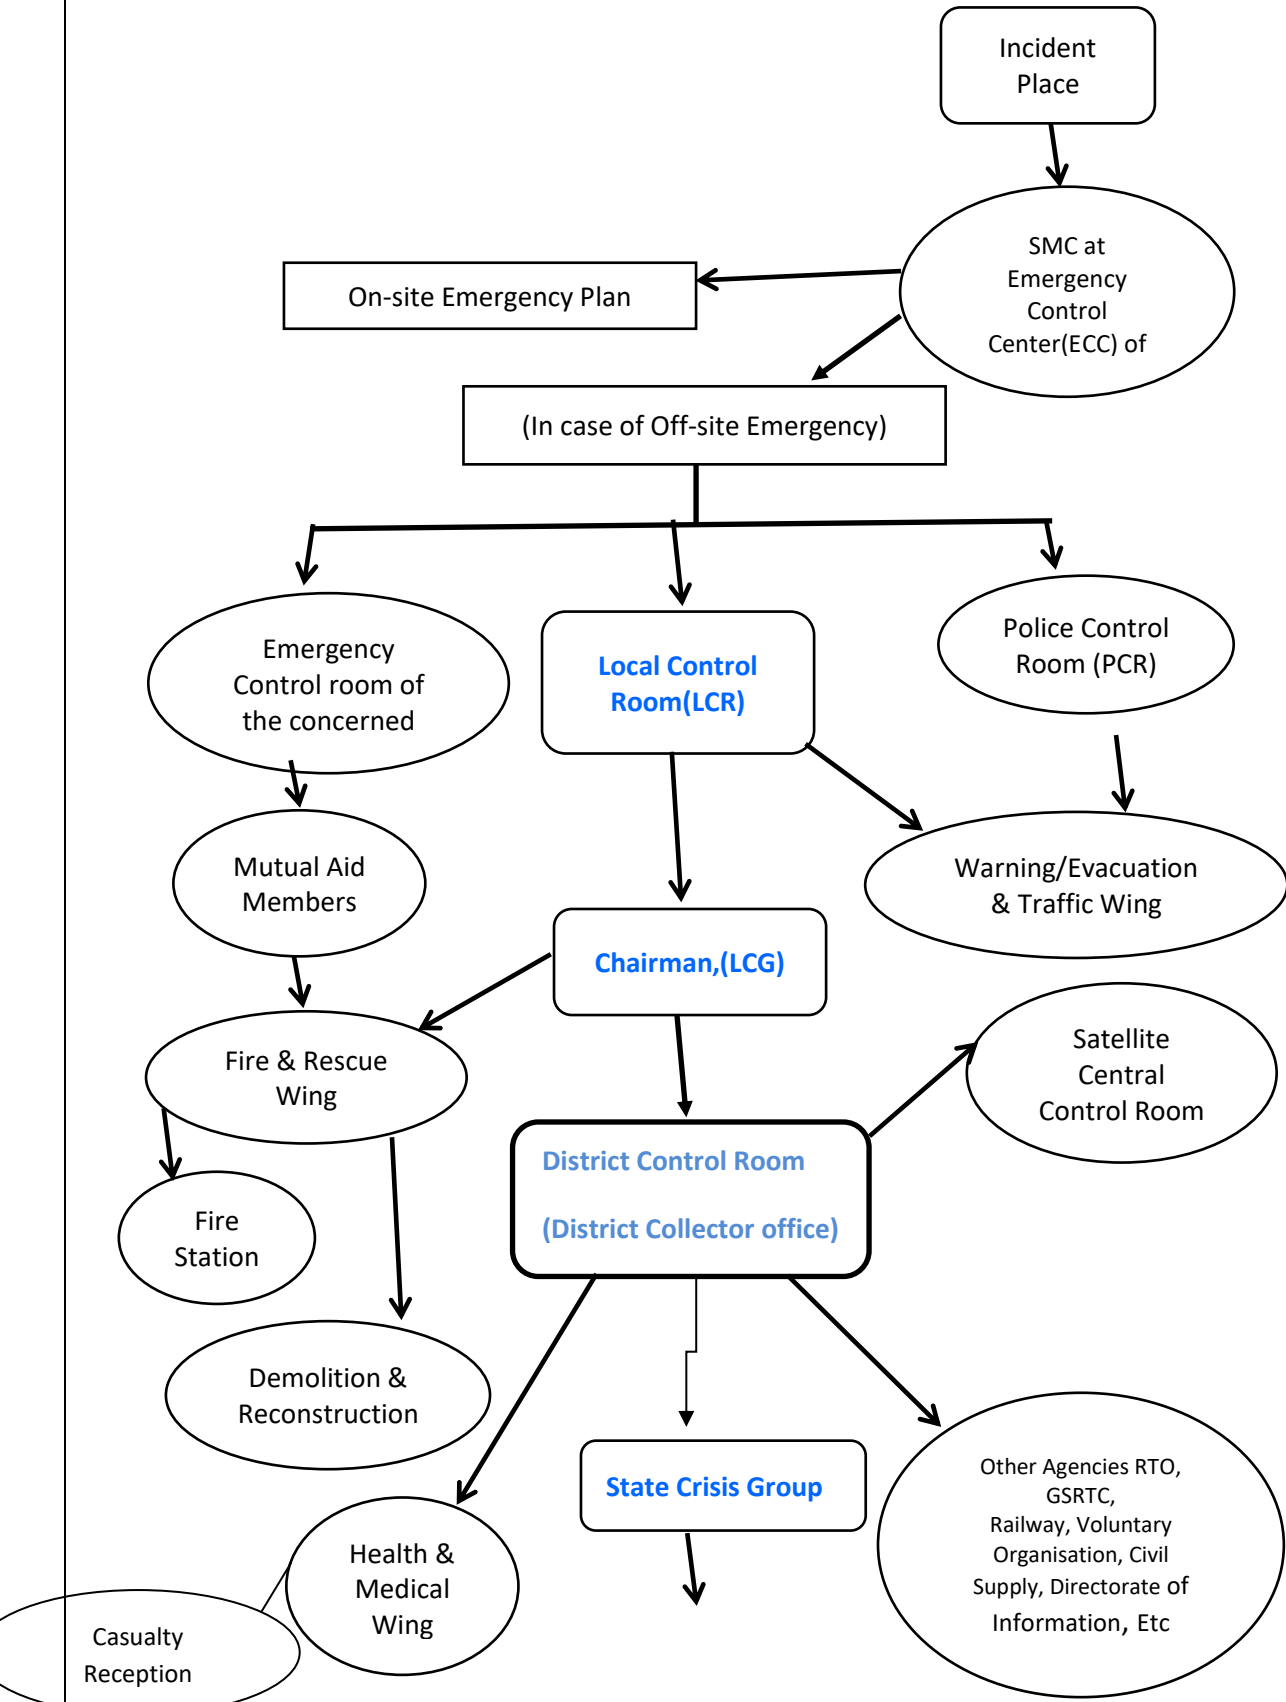 Incident
Place
SMC at
Emergency
Control
Center(ECC) of
On-site Emergency Plan
(In case of Off-site Emergency)
Emergency
Control room of
the concerned
Local Control
Room(LCR)
Police Control
Room (PCR)
Mutual Aid
Members
Warning/Evacuation
& Traffic Wing
Chairman,(LCG)
Fire & Rescue
Wing
Satellite
Central
Control Room
District Control Room
(District Collector office)
Fire
Station
Demolition &
Reconstruction
State Crisis Group
Other Agencies RTO,
GSRTC,
Railway, Voluntary
Organisation, Civil
Supply, Directorate of
Information, Etc
Health &
Medical
Wing
Casualty
Reception